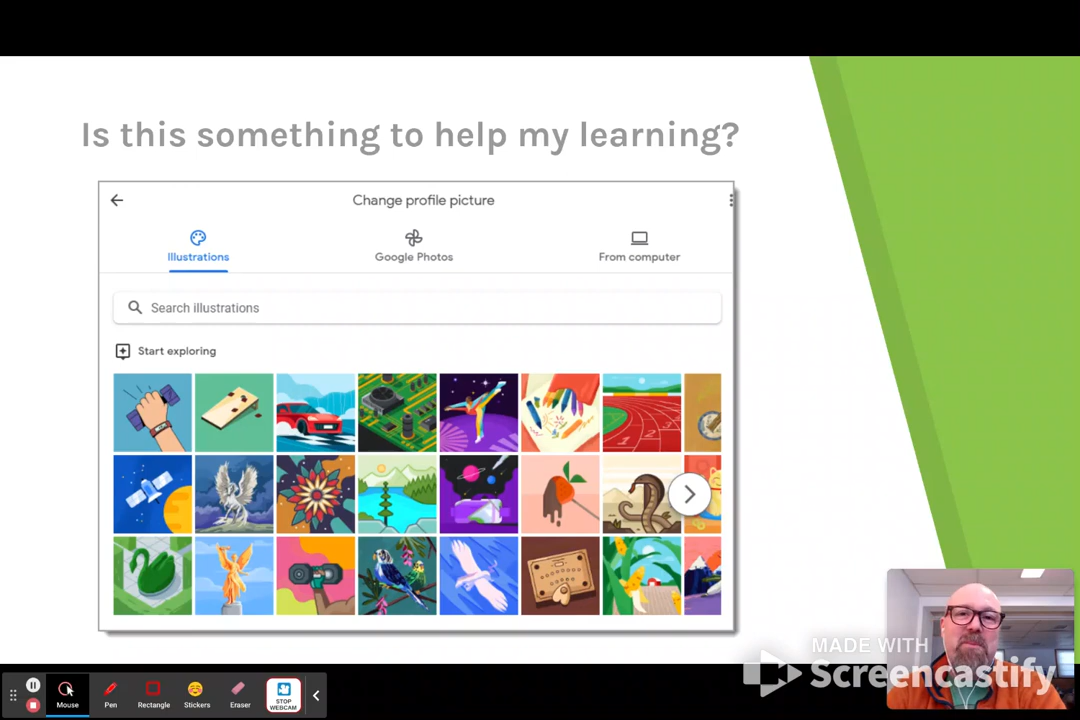 Is this something to help my learning?
Change profile picture
Illustrations
Google Photos
From computer
Search illustrations
Start exploring
MADE WITH
Screencastify
Mouse
Pen
Rectangle
Stickers
Eraser
STOP
WEBCAM